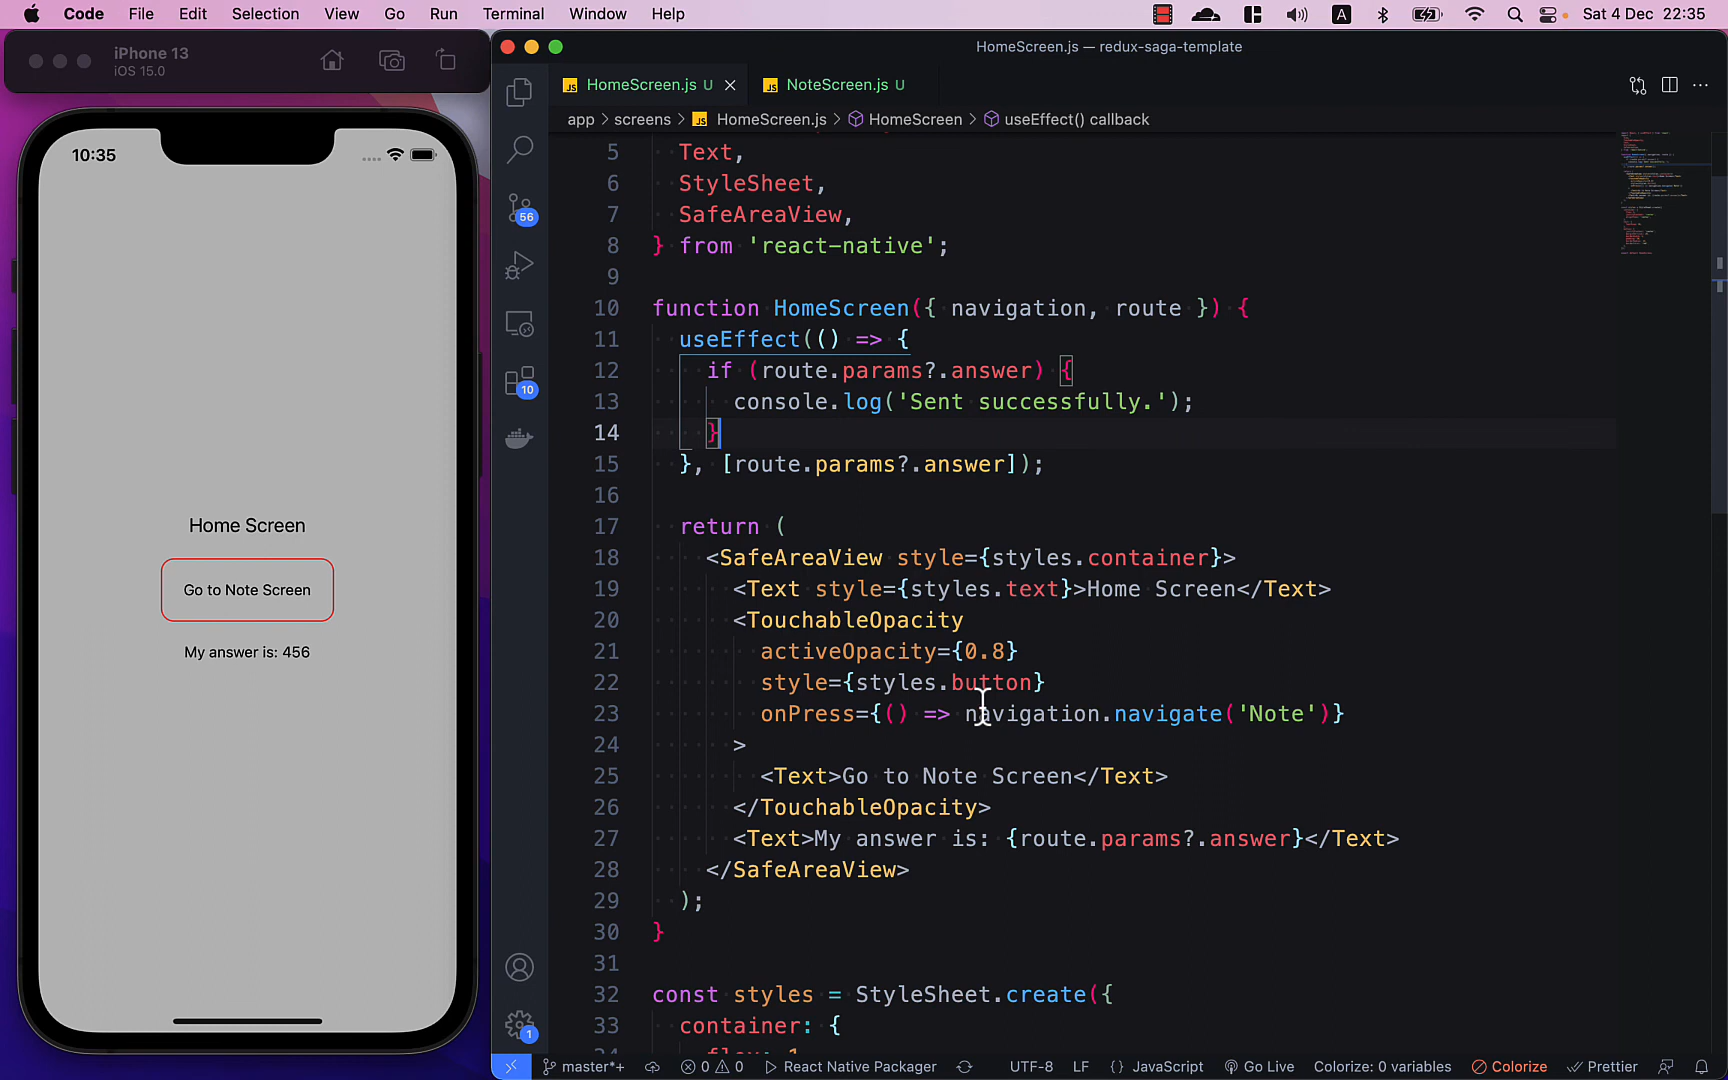 Code File Edit Selection View Go Run Terminal Window Help A Sat 4 Dec 22:35
iPhone 13
iOS 15.0
10:35
Home Screen
Go to Note Screen
My answer is: 456
HomeScreen.js — redux-saga-template
JS HomeScreen.js U JS NoteScreen.js U
app > screens > JS HomeScreen.js > HomeScreen > useEffect() callback
56
10
1
5 Text,
6 StyleSheet,
7 SafeAreaView,
8 } from 'react-native';
9
10 function HomeScreen({ navigation, route }) {
11 useEffect(() => {
12 if (route.params?.answer) {
13 console.log('Sent successfully.');
14 }
15 }, [route.params?.answer]);
16
17 return (
18 <SafeAreaView style={styles.container}>
19 <Text style={styles.text}>Home Screen</Text>
20 <TouchableOpacity
21 activeOpacity={0.8}
22 style={styles.button}
23 onPress={() => navigation.navigate('Note')}
24 >
25 <Text>Go to Note Screen</Text>
26 </TouchableOpacity>
27 <Text>My answer is: {route.params?.answer}</Text>
28 </SafeAreaView>
29 );
30 }
31
32 const styles = StyleSheet.create({
33 container: {
master*+ 0 0 React Native Packager UTF-8 LF {} JavaScript Go Live Colorize: 0 variables Colorize Prettier